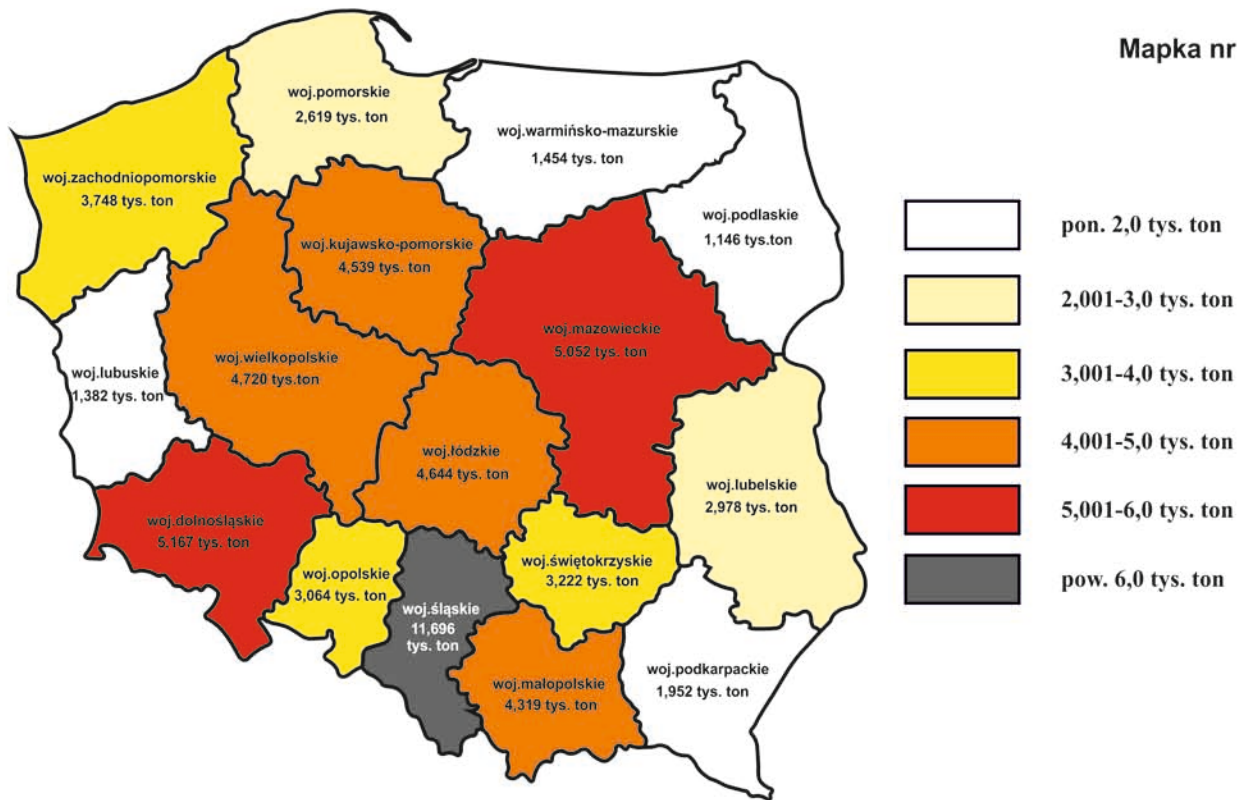 Mapka nr
woj.pomorskie
2,619 tys. ton
woj.warmińsko-mazurskie
1,454 tys. ton
woj.zachodniopomorskie
3,748 tys. ton
woj.podlaskie
1,146 tys.ton
woj.kujawsko-pomorskie
4,539 tys. ton
woj.mazowieckie
5,052 tys. ton
woj.wielkopolskie
4,720 tys.ton
woj.lubuskie
1,382 tys. ton
woj.łódzkie
4,644 tys. ton
woj.lubelskie
2,978 tys. ton
woj.dolnośląskie
5,167 tys. ton
woj.opolskie
3,064 tys. ton
woj.świętokrzyskie
3,222 tys. ton
woj.śląskie
11,696
tys. ton
woj.małopolskie
4,319 tys. ton
woj.podkarpackie
1,952 tys. ton
pon. 2,0 tys. ton
2,001-3,0 tys. ton
3,001-4,0 tys. ton
4,001-5,0 tys. ton
5,001-6,0 tys. ton
pow. 6,0 tys. ton